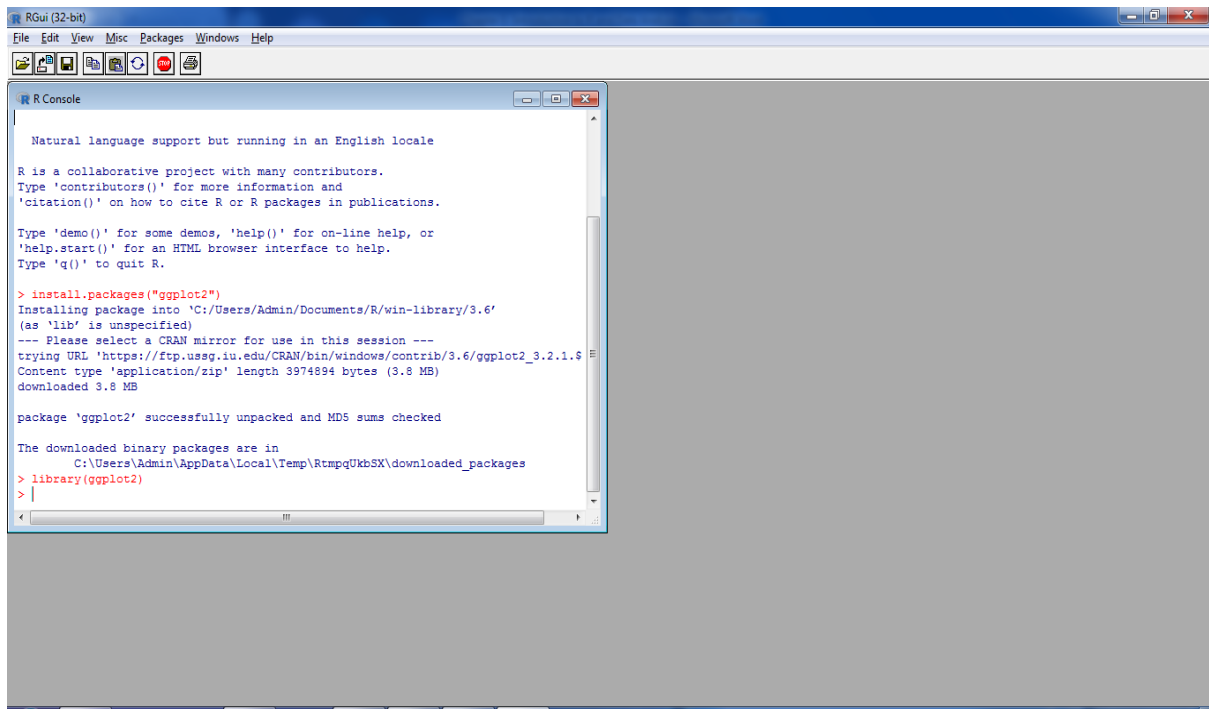 RGui (32-bit)
File Edit View Misc Packages Windows Help
STOP
R Console
Natural language support but running in an English locale
R is a collaborative project with many contributors.
Type 'contributors()' for more information and
'citation()' on how to cite R or R packages in publications.
Type 'demo()' for some demos, 'help()' for on-line help, or
'help.start()' for an HTML browser interface to help.
Type 'q()' to quit R.
> install.packages("ggplot2")
Installing package into ‘C:/Users/Admin/Documents/R/win-library/3.6’
(as ‘lib’ is unspecified)
--- Please select a CRAN mirror for use in this session ---
trying URL 'https://ftp.ussg.iu.edu/CRAN/bin/windows/contrib/3.6/ggplot2_3.2.1.$
Content type 'application/zip' length 3974894 bytes (3.8 MB)
downloaded 3.8 MB
package ‘ggplot2’ successfully unpacked and MD5 sums checked
The downloaded binary packages are in
C:\Users\Admin\AppData\Local\Temp\RtmpqUkbSX\downloaded_packages
> library(ggplot2)
>